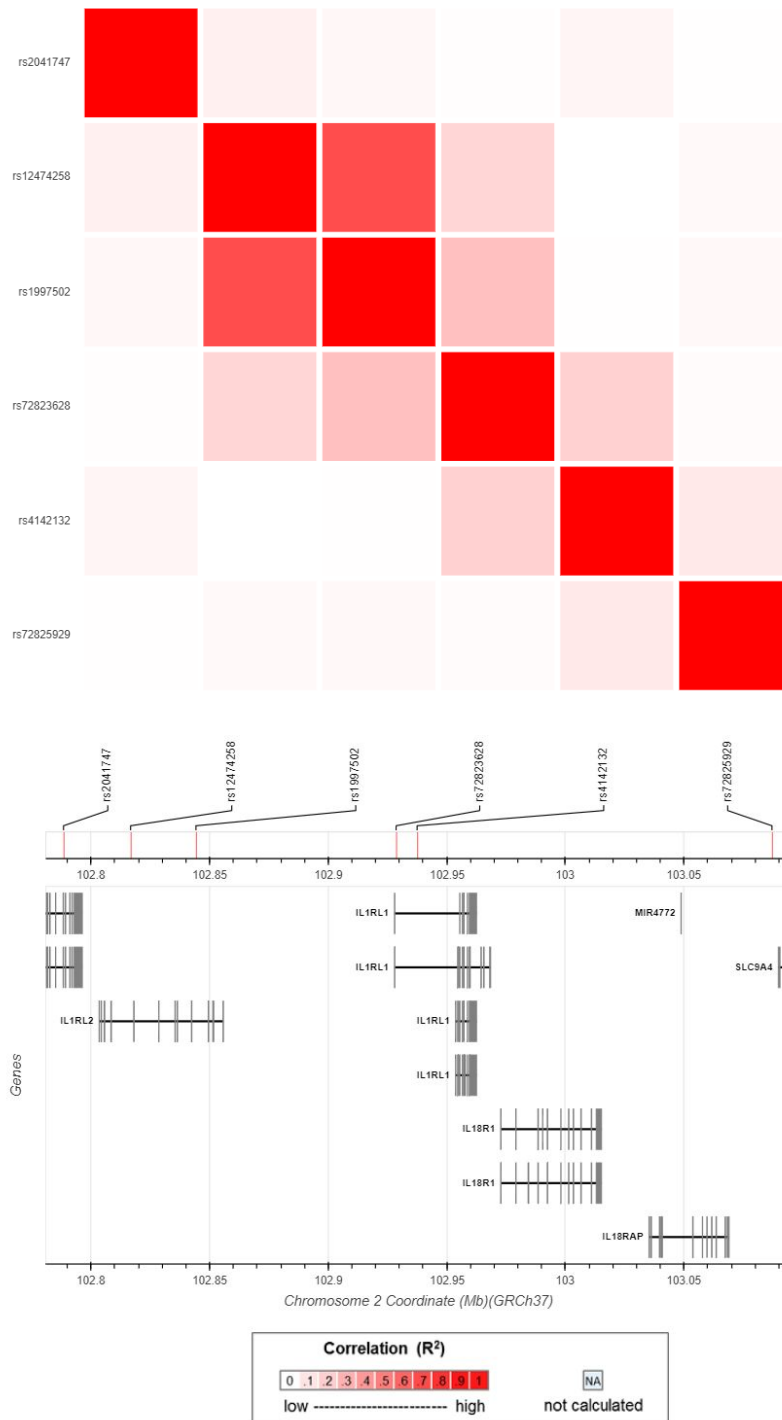 rs2041747
rs12474258
rs1997502
rs72823628
rs4142132
rs72825929
rs2041747
rs12474258
rs1997502
rs72823628
rs4142132
rs72825929
102.8
102.85
102.9
102.95
103
103.05
IL1RL1
MIR4772
IL1RL1
SLC9A4
IL1RL2
IL1RL1
IL1RL1
IL18R1
IL18R1
IL18RAP
Genes
102.8
102.85
102.9
102.95
103
103.05
Chromosome 2 Coordinate (Mb)(GRCh37)
Correlation (R²)
0 .1 .2 .3 .4 .5 .6 .7 .8 .9 1
NA
low ---------------------- high
not calculated